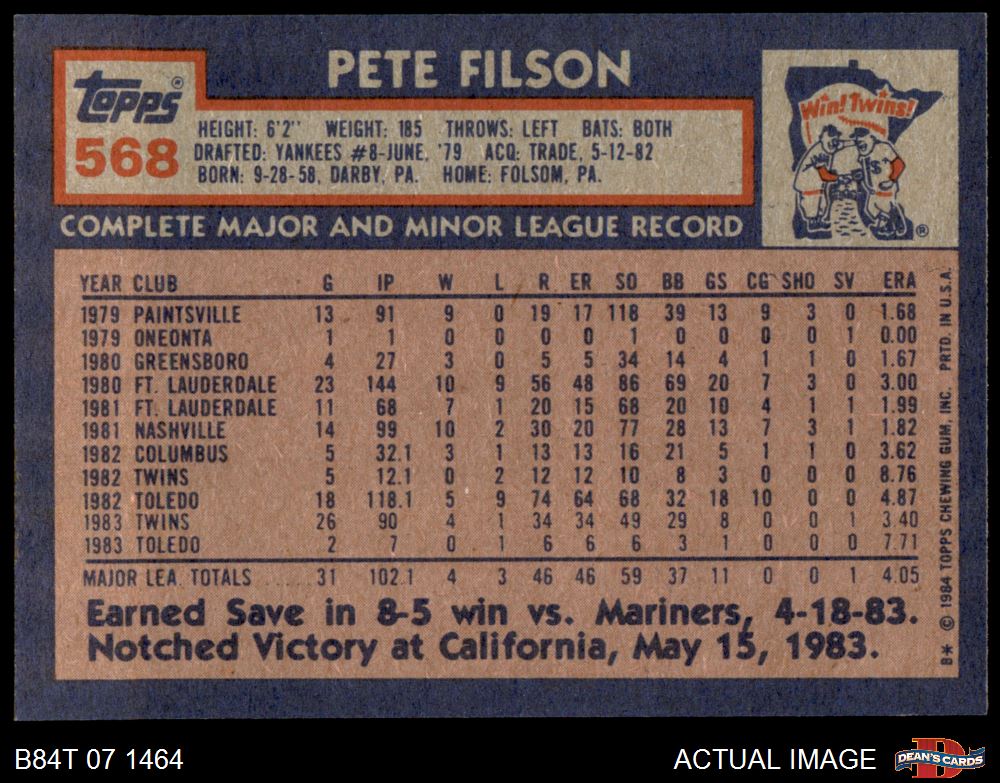 PETE FILSON
Topps®
568
HEIGHT: 6'2" WEIGHT: 185 THROWS: LEFT BATS: BOTH
DRAFTED: YANKEES #8-JUNE, '79 ACQ: TRADE, 5-12-82
BORN: 9-28-58, DARBY, PA. HOME: FOLSOM, PA.
Win! Twins!
®
COMPLETE MAJOR AND MINOR LEAGUE RECORD
YEAR CLUB G IP W L R ER SO BB GS CG SHO SV ERA
1979 PAINTSVILLE 13 91 9 0 19 17 118 39 13 9 3 0 1.68
1979 ONEONTA 1 1 0 0 0 0 1 0 0 0 0 1 0.00
1980 GREENSBORO 4 27 3 0 5 5 34 14 4 1 1 0 1.67
1980 FT. LAUDERDALE 23 144 10 9 56 48 86 69 20 7 3 0 3.00
1981 FT. LAUDERDALE 11 68 7 1 20 15 68 20 10 4 1 1 1.99
1981 NASHVILLE 14 99 10 2 30 20 77 28 13 7 3 1 1.82
1982 COLUMBUS 5 32.1 3 1 13 13 16 21 5 1 1 0 3.62
1982 TWINS 5 12.1 0 2 12 12 10 8 3 0 0 0 8.76
1982 TOLEDO 18 118.1 5 9 74 64 68 32 18 10 0 0 4.87
1983 TWINS 26 90 4 1 34 34 49 29 8 0 0 1 3.40
1983 TOLEDO 2 7 0 1 6 6 6 3 1 0 0 0 7.71
MAJOR LEA. TOTALS ..... 31 102.1 4 3 46 46 59 37 11 0 0 1 4.05
Earned Save in 8-5 win vs. Mariners, 4-18-83.
Notched Victory at California, May 15, 1983.
B* © 1984 TOPPS CHEWING GUM, INC. PRTD. IN U.S.A.
B84T 07 1464
ACTUAL IMAGE
D
DEAN'S CARDS